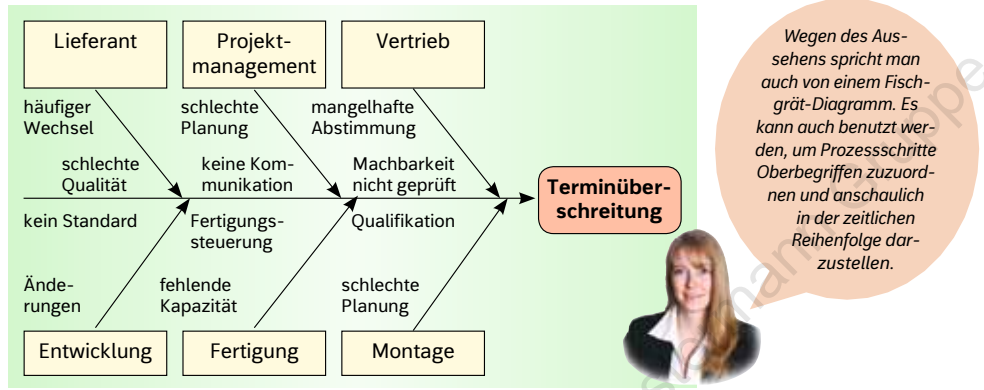 Lieferant
Projekt-
management
Vertrieb
häufiger
Wechsel
schlechte
Planung
mangelhafte
Abstimmung
schlechte
Qualität
keine Kom-
munikation
Machbarkeit
nicht geprüft
Terminüber-
schreitung
kein Standard
Fertigungs-
steuerung
Qualifikation
Ände-
rungen
fehlende
Kapazität
schlechte
Planung
Entwicklung
Fertigung
Montage
Wegen des Aus-
sehens spricht man
auch von einem Fisch-
grät-Diagramm. Es
kann auch benutzt wer-
den, um Prozessschritte
Oberbegriffen zuzuord-
nen und anschaulich
in der zeitlichen
Reihenfolge dar-
zustellen.